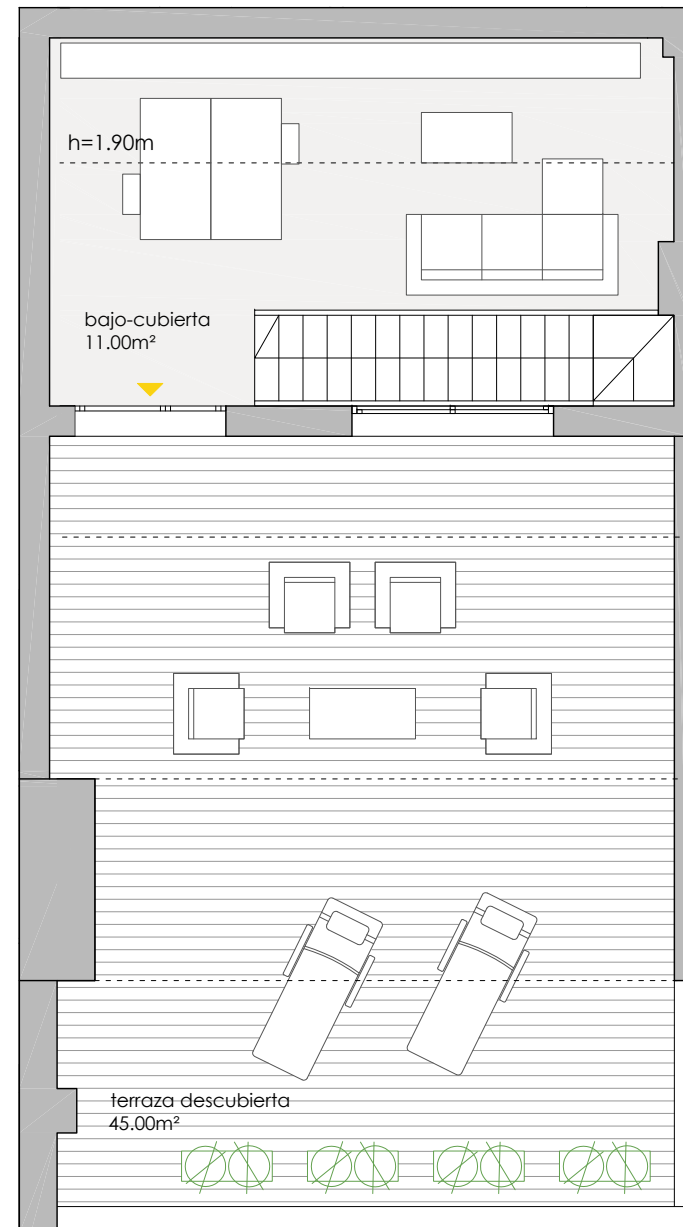 h=1.90m
bajo-cubierta
11.00m²
terraza descubierta
45.00m²